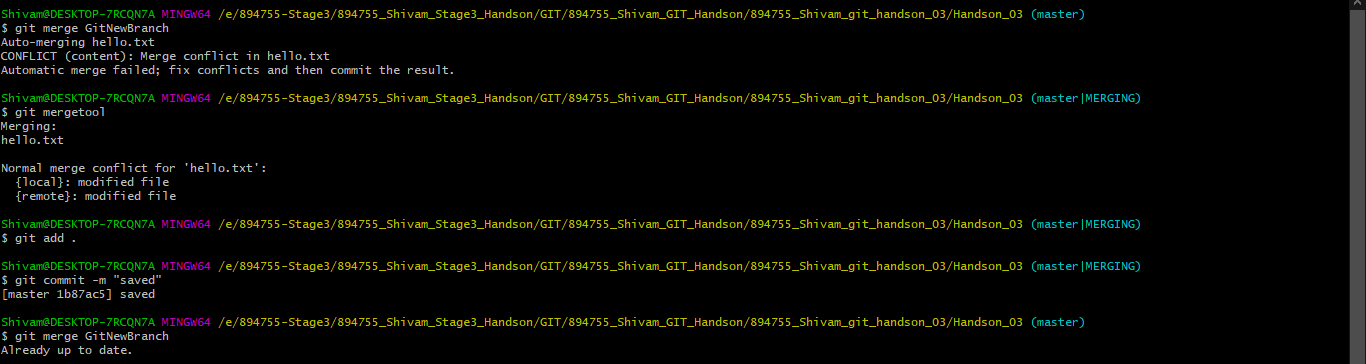 Shivam@DESKTOP-7RCQN7A MINGW64 /e/894755-Stage3/894755_Shivam_Stage3_Handson/GIT/894755_Shivam_GIT_Handson/894755_Shivam_git_handson_03/Handson_03 (master)
$ git merge GitNewBranch
Auto-merging hello.txt
CONFLICT (content): Merge conflict in hello.txt
Automatic merge failed; fix conflicts and then commit the result.
Shivam@DESKTOP-7RCQN7A MINGW64 /e/894755-Stage3/894755_Shivam_Stage3_Handson/GIT/894755_Shivam_GIT_Handson/894755_Shivam_git_handson_03/Handson_03 (master|MERGING)
$ git mergetool
Merging:
hello.txt
Normal merge conflict for 'hello.txt':
  {local}: modified file
  {remote}: modified file
Shivam@DESKTOP-7RCQN7A MINGW64 /e/894755-Stage3/894755_Shivam_Stage3_Handson/GIT/894755_Shivam_GIT_Handson/894755_Shivam_git_handson_03/Handson_03 (master|MERGING)
$ git add .
Shivam@DESKTOP-7RCQN7A MINGW64 /e/894755-Stage3/894755_Shivam_Stage3_Handson/GIT/894755_Shivam_GIT_Handson/894755_Shivam_git_handson_03/Handson_03 (master|MERGING)
$ git commit -m "saved"
[master 1b87ac5] saved
Shivam@DESKTOP-7RCQN7A MINGW64 /e/894755-Stage3/894755_Shivam_Stage3_Handson/GIT/894755_Shivam_GIT_Handson/894755_Shivam_git_handson_03/Handson_03 (master)
$ git merge GitNewBranch
Already up to date.